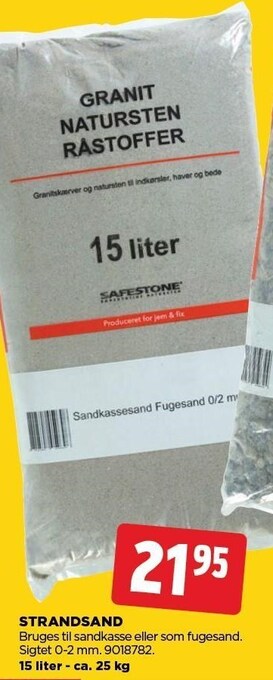 GRANIT
NATURSTEN
RÅSTOFFER
Granitskærver og natursten til indkørsler, haver og bede
15 liter
SAFESTONE
Produceret for jem & fix
Sandkassesand Fugesand 0/2 m
21.95
STRANDSAND
Bruges til sandkasse eller som fugesand.
Sigtet 0-2 mm. 9018782.
15 liter - ca. 25 kg